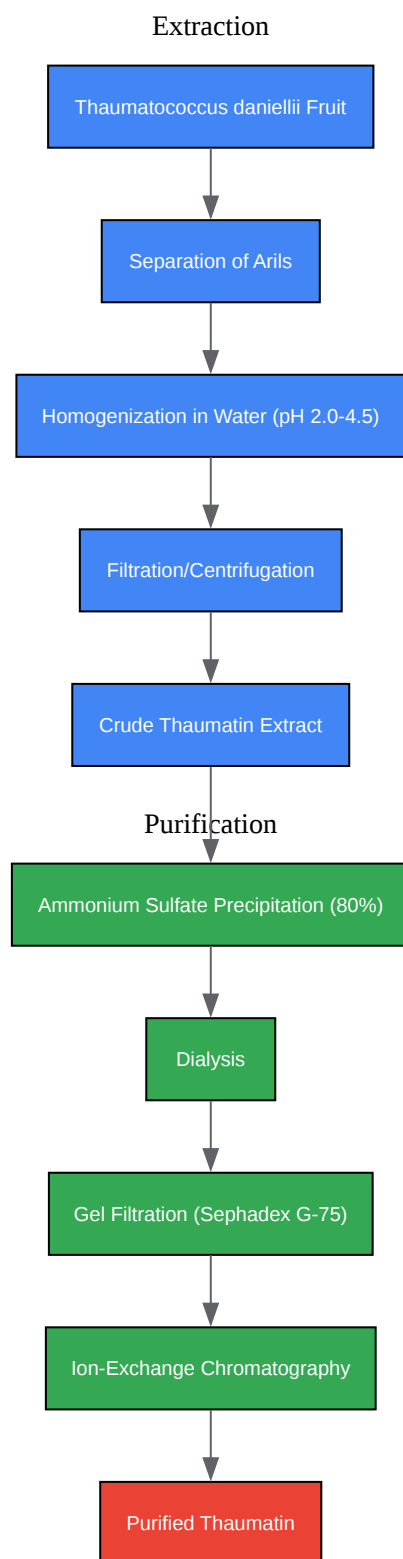 Extraction
Thaumatococcus daniellii Fruit
Separation of Arils
Homogenization in Water (pH 2.0-4.5)
Filtration/Centrifugation
Crude Thaumatin Extract
Purification
Ammonium Sulfate Precipitation (80%)
Dialysis
Gel Filtration (Sephadex G-75)
Ion-Exchange Chromatography
Purified Thaumatin